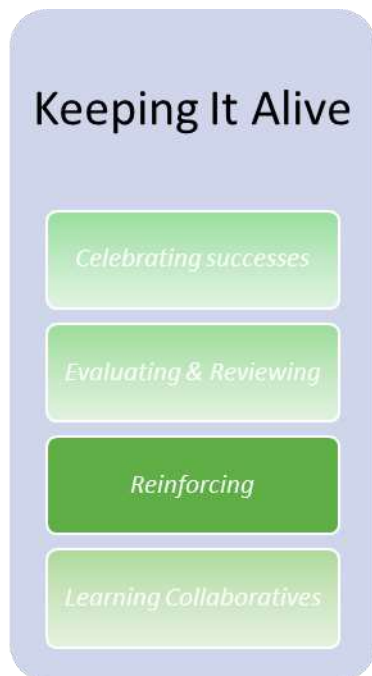 Keeping It Alive
Celebrating successes
Evaluating & Reviewing
Reinforcing
Learning Collaboratives